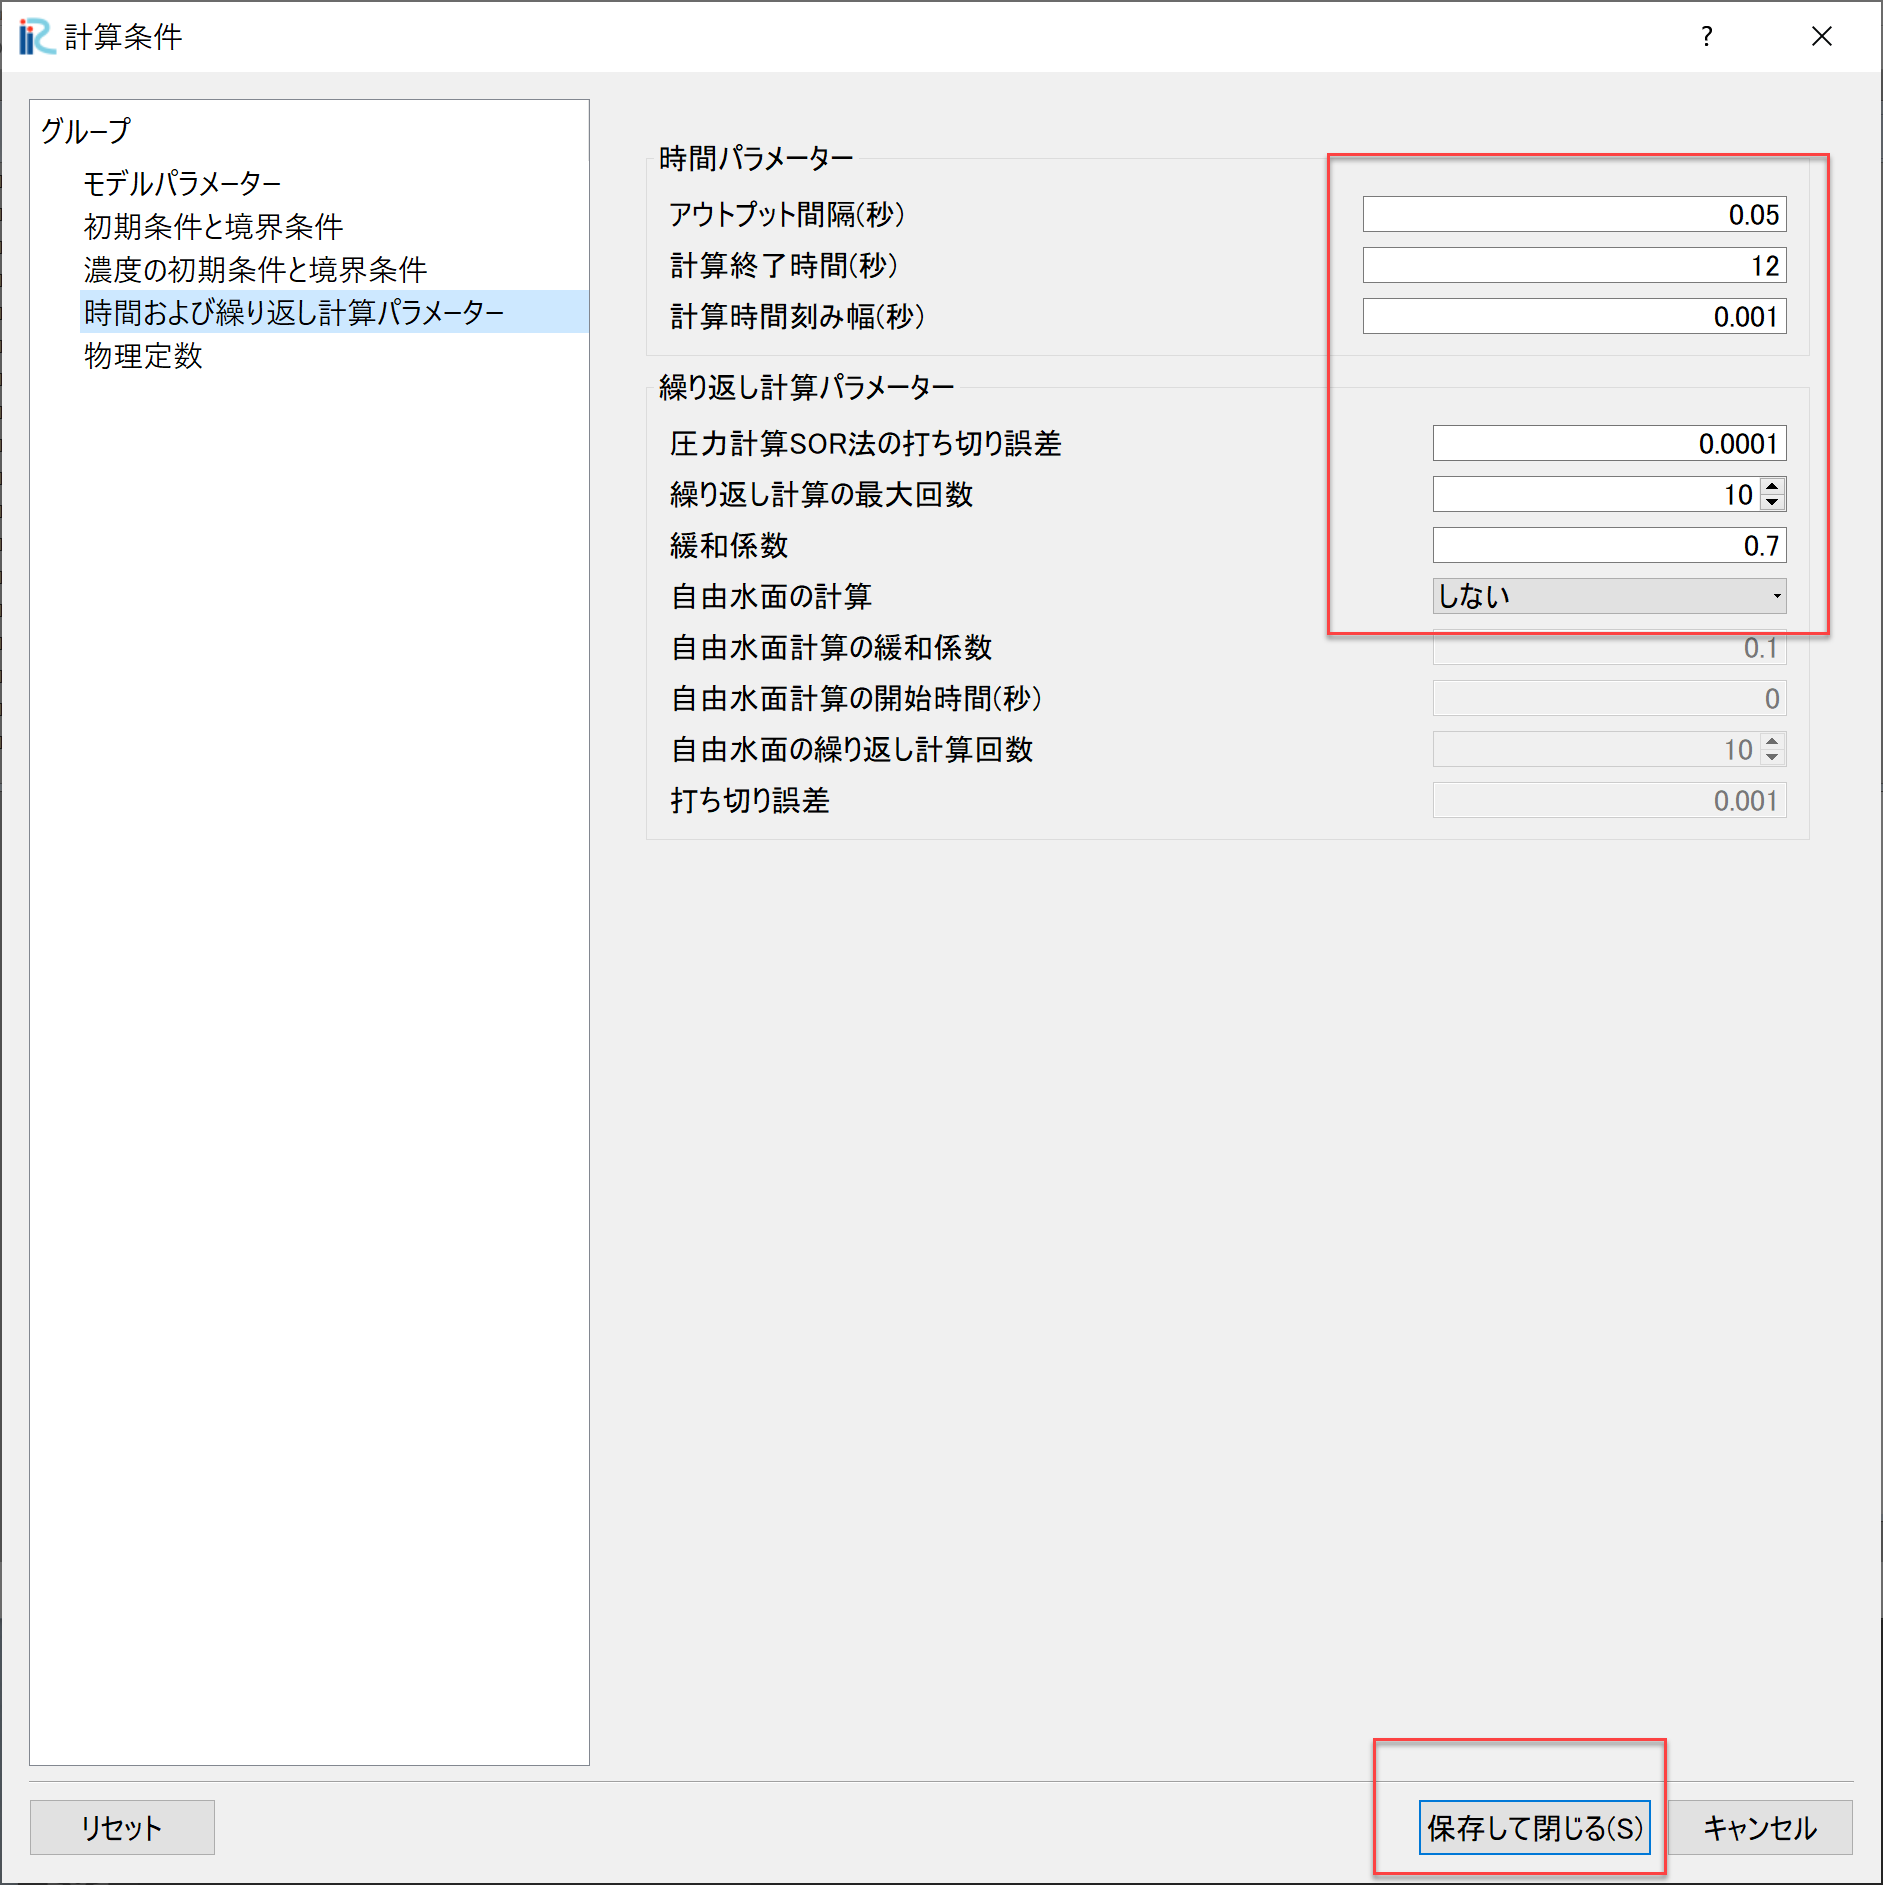 iRIC 計算条件 ?
グループ
モデルパラメーター
初期条件と境界条件
濃度の初期条件と境界条件
時間および繰り返し計算パラメーター
物理定数
時間パラメーター
アウトプット間隔(秒) 0.05
計算終了時間(秒) 12
計算時間刻み幅(秒) 0.001
繰り返し計算パラメーター
圧力計算SOR法の打ち切り誤差 0.0001
繰り返し計算の最大回数 10
緩和係数 0.7
自由水面の計算 しない
自由水面計算の緩和係数 0.1
自由水面計算の開始時間(秒) 0
自由水面の繰り返し計算回数 10
打ち切り誤差 0.001
リセット 保存して閉じる(S) キャンセル